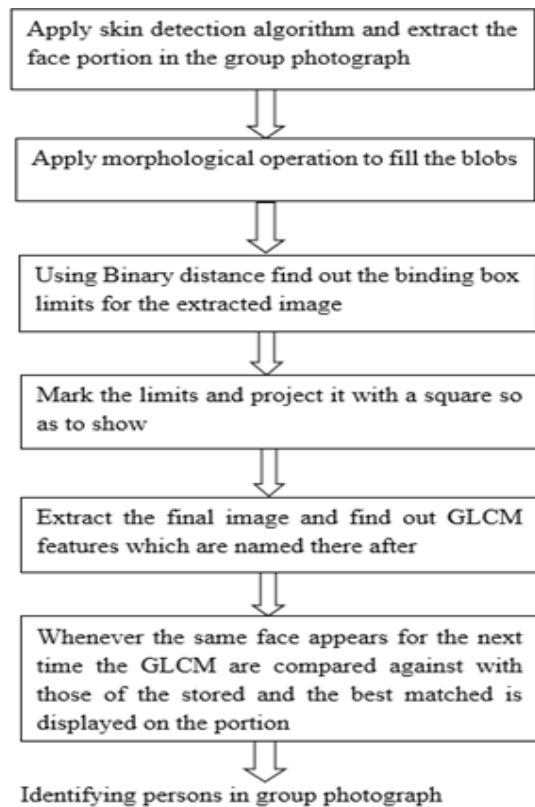 Apply skin detection algorithm and extract the
face portion in the group photograph
Apply morphological operation to fill the blobs
Using Binary distance find out the binding box
limits for the extracted image
Mark the limits and project it with a square so
as to show
Extract the final image and find out GLCM
features which are named there after
Whenever the same face appears for the next
time the GLCM are compared against with
those of the stored and the best matched is
displayed on the portion
Identifying persons in group photograph